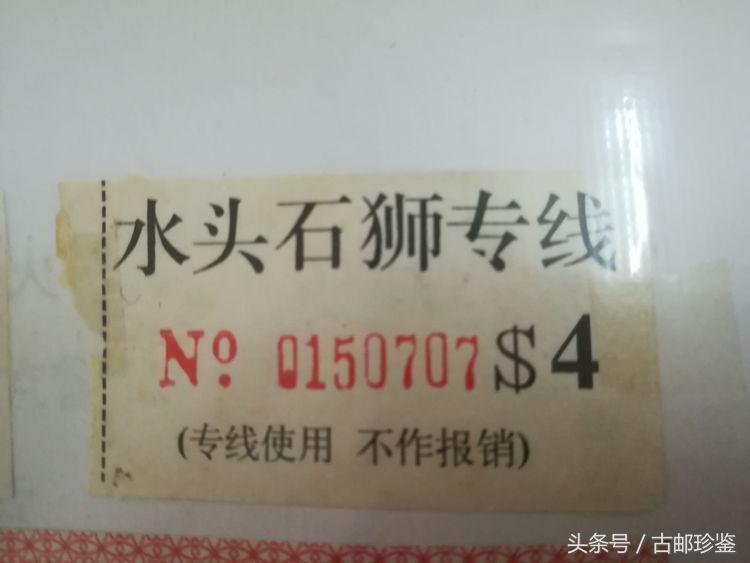 水头石狮专线
No 0150707 $4
(专线使用 不作报销)
头条号 / 古邮珍鉴